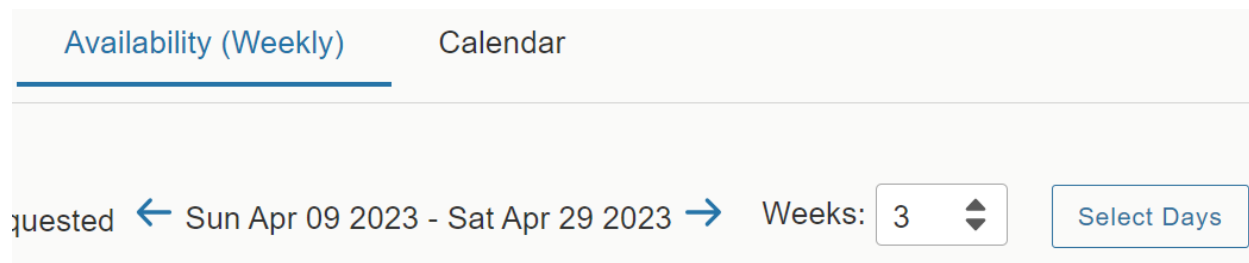 Availability (Weekly) Calendar
quested ← Sun Apr 09 2023 - Sat Apr 29 2023 → Weeks: 3 Select Days